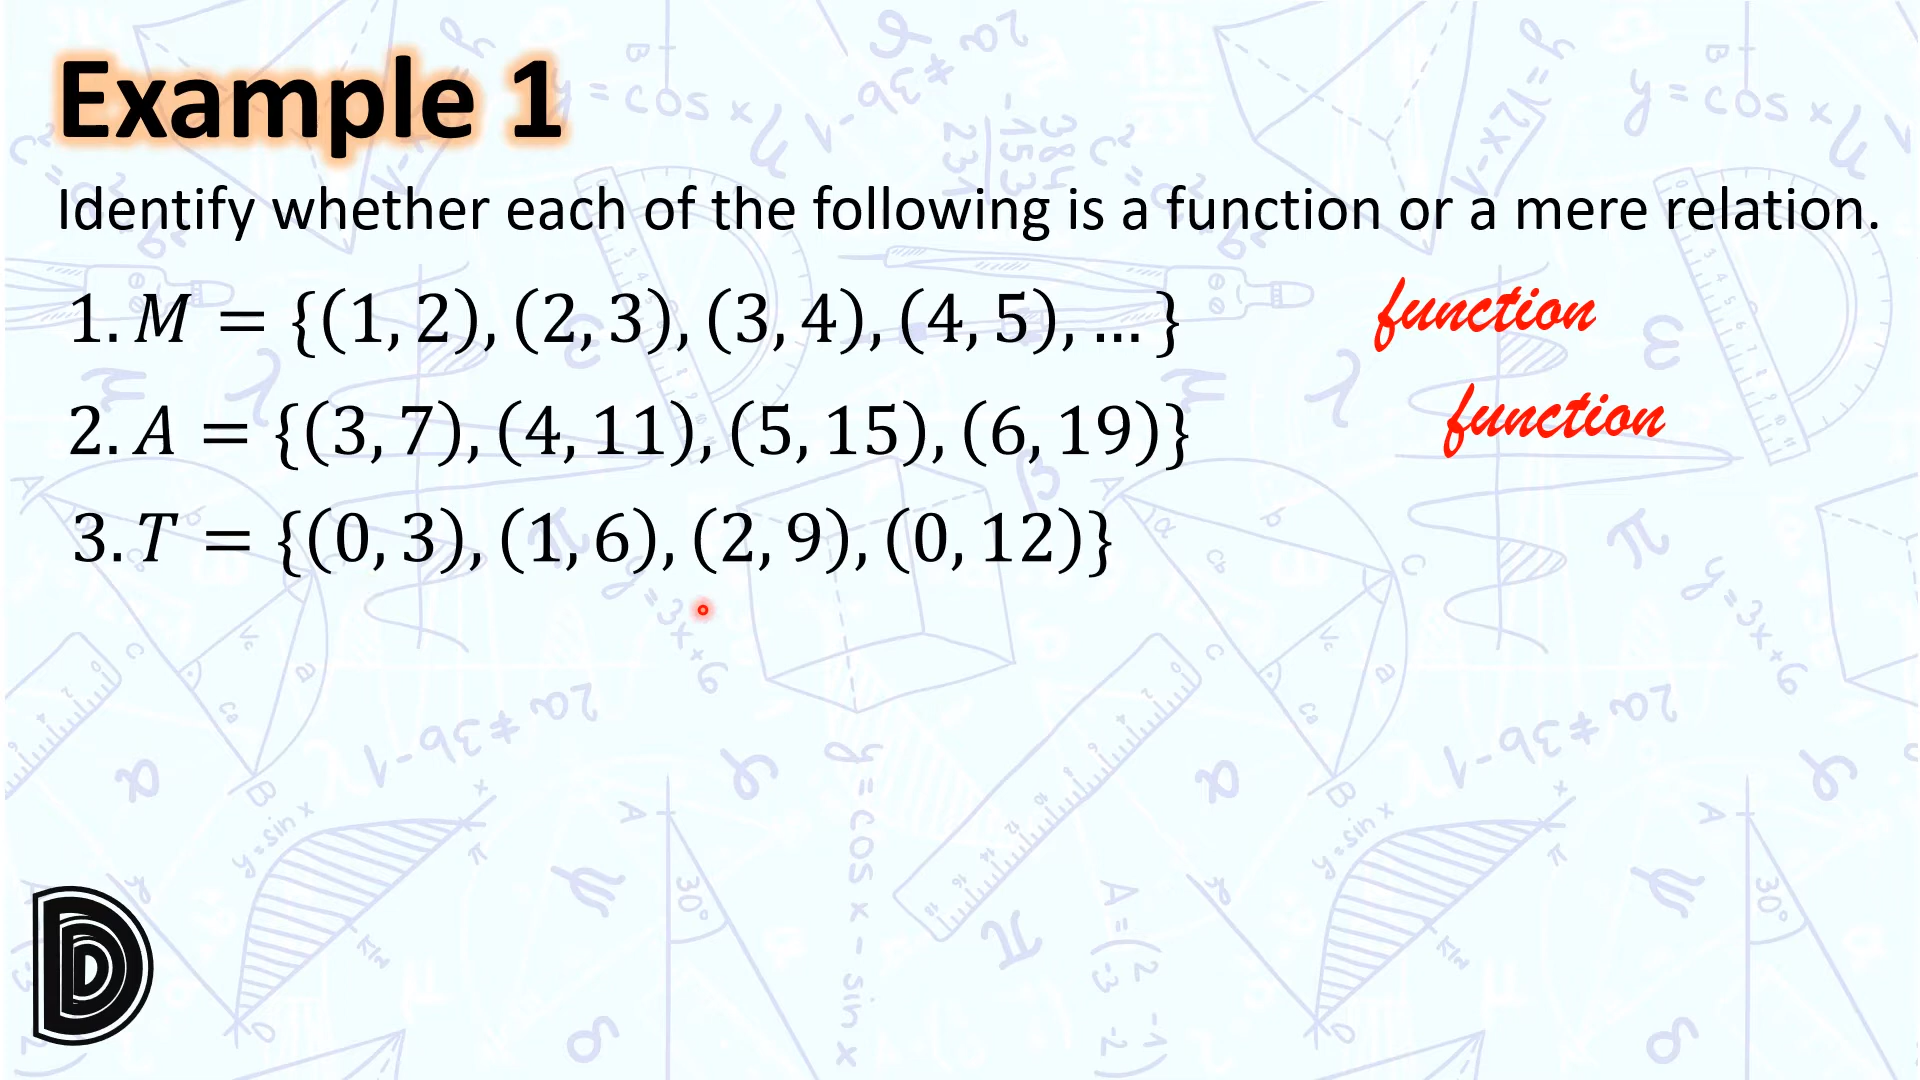 Example 1
Identify whether each of the following is a function or a mere relation.
1. M = {(1, 2), (2, 3), (3, 4), (4, 5), … } function
2. A = {(3, 7), (4, 11), (5, 15), (6, 19)} function
3. T = {(0, 3), (1, 6), (2, 9), (0, 12)}